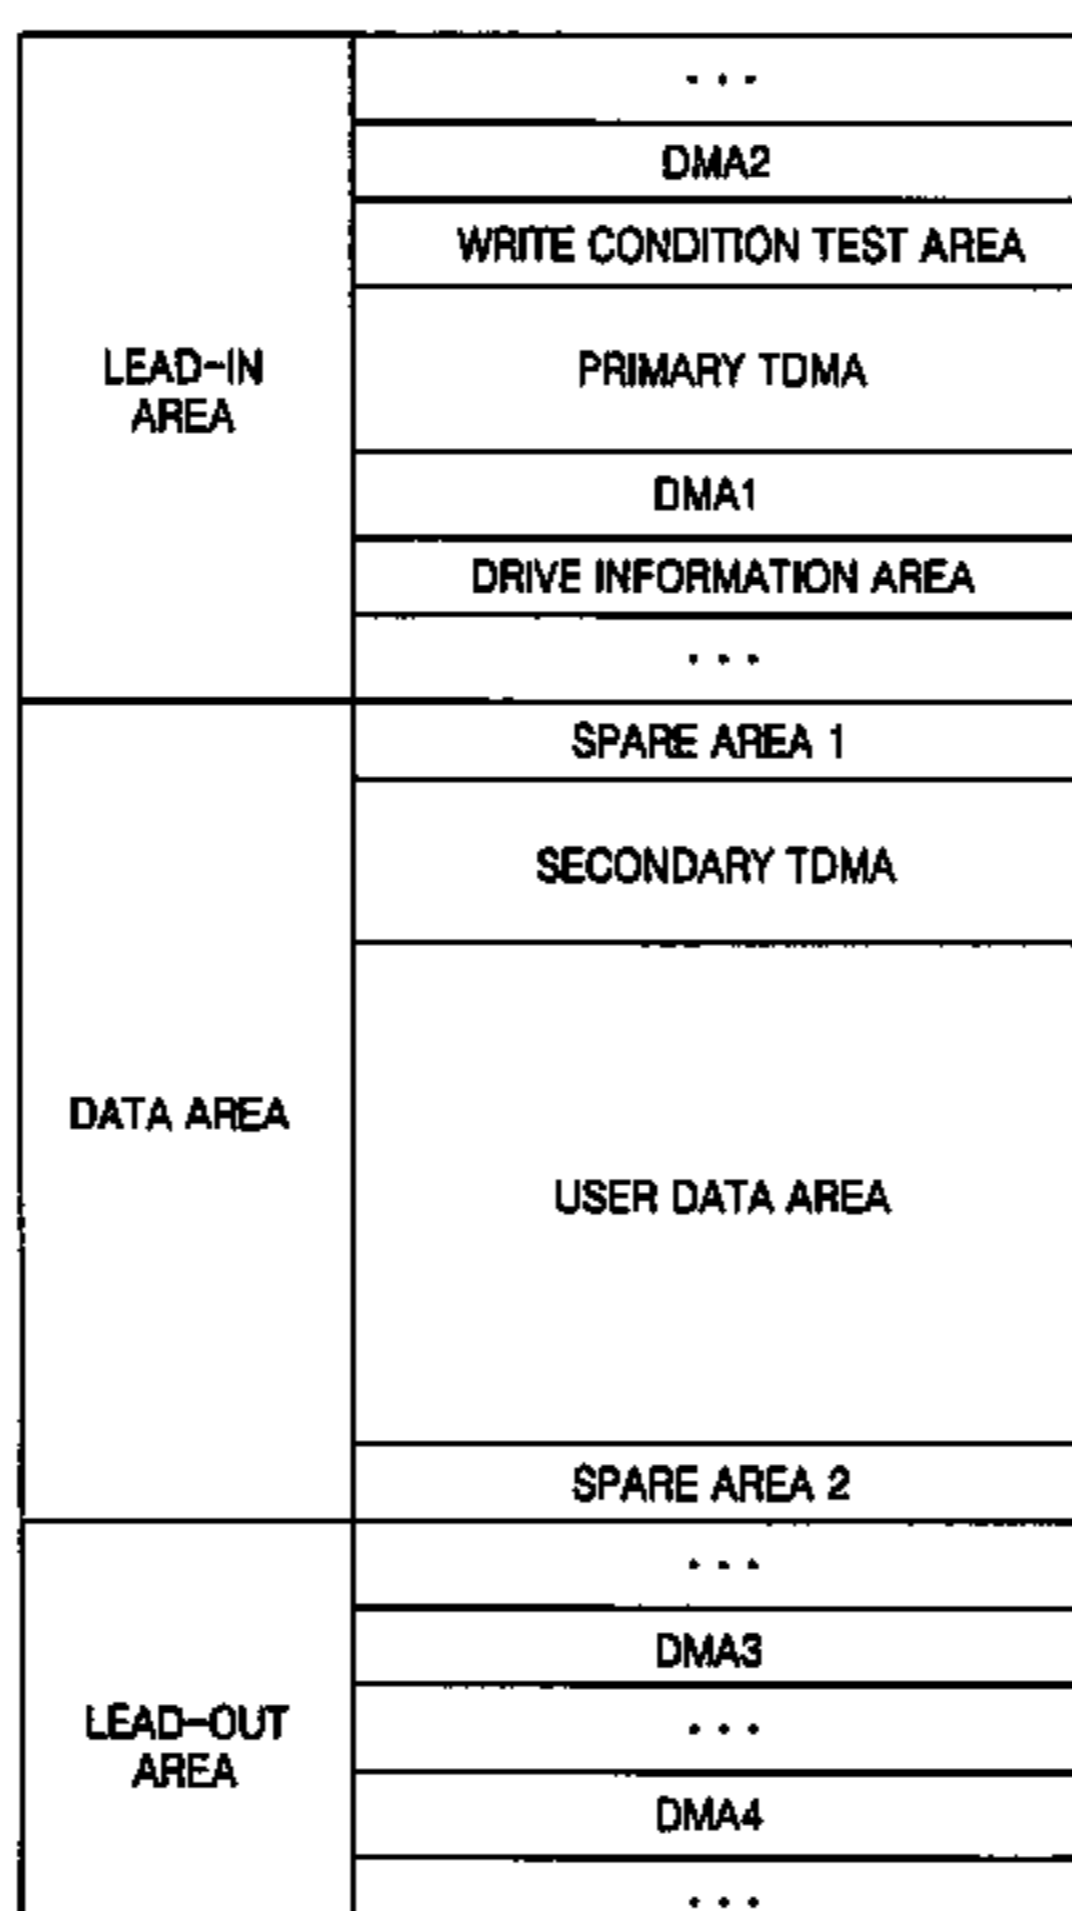 LEAD-IN
AREA
. . .
DMA2
WRITE CONDITION TEST AREA
PRIMARY TDMA
DMA1
DRIVE INFORMATION AREA
. . .
DATA AREA
SPARE AREA 1
SECONDARY TDMA
USER DATA AREA
SPARE AREA 2
LEAD-OUT
AREA
. . .
DMA3
. . .
DMA4
. . .